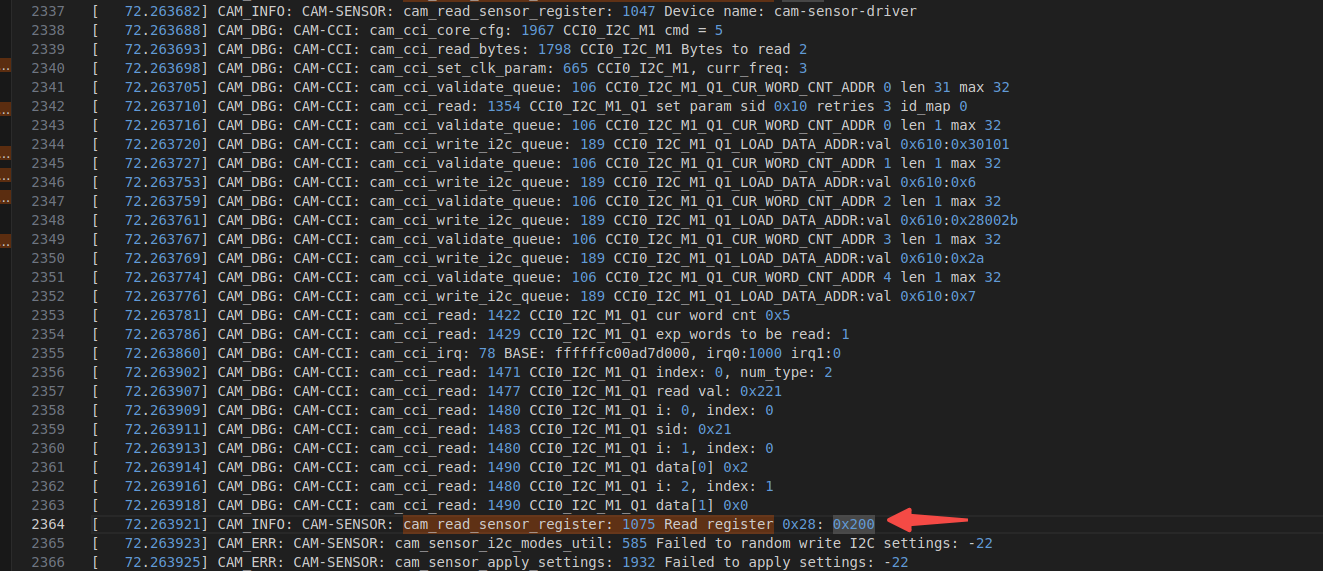 2337 [ 72.263682] CAM_INFO: CAM-SENSOR: cam_read_sensor_register: 1047 Device name: cam-sensor-driver
2338 [ 72.263688] CAM_DBG: CAM-CCI: cam_cci_core_cfg: 1967 CCI0_I2C_M1 cmd = 5
2339 [ 72.263693] CAM_DBG: CAM-CCI: cam_cci_read_bytes: 1798 CCI0_I2C_M1 Bytes to read 2
2340 [ 72.263698] CAM_DBG: CAM-CCI: cam_cci_set_clk_param: 665 CCI0_I2C_M1, curr_freq: 3
2341 [ 72.263705] CAM_DBG: CAM-CCI: cam_cci_validate_queue: 106 CCI0_I2C_M1_Q1_CUR_WORD_CNT_ADDR 0 len 31 max 32
2342 [ 72.263710] CAM_DBG: CAM-CCI: cam_cci_read: 1354 CCI0_I2C_M1_Q1 set param sid 0x10 retries 3 id_map 0
2343 [ 72.263716] CAM_DBG: CAM-CCI: cam_cci_validate_queue: 106 CCI0_I2C_M1_Q1_CUR_WORD_CNT_ADDR 0 len 1 max 32
2344 [ 72.263720] CAM_DBG: CAM-CCI: cam_cci_write_i2c_queue: 189 CCI0_I2C_M1_Q1_LOAD_DATA_ADDR:val 0x610:0x30101
2345 [ 72.263727] CAM_DBG: CAM-CCI: cam_cci_validate_queue: 106 CCI0_I2C_M1_Q1_CUR_WORD_CNT_ADDR 1 len 1 max 32
2346 [ 72.263753] CAM_DBG: CAM-CCI: cam_cci_write_i2c_queue: 189 CCI0_I2C_M1_Q1_LOAD_DATA_ADDR:val 0x610:0x6
2347 [ 72.263759] CAM_DBG: CAM-CCI: cam_cci_validate_queue: 106 CCI0_I2C_M1_Q1_CUR_WORD_CNT_ADDR 2 len 1 max 32
2348 [ 72.263761] CAM_DBG: CAM-CCI: cam_cci_write_i2c_queue: 189 CCI0_I2C_M1_Q1_LOAD_DATA_ADDR:val 0x610:0x28002b
2349 [ 72.263767] CAM_DBG: CAM-CCI: cam_cci_validate_queue: 106 CCI0_I2C_M1_Q1_CUR_WORD_CNT_ADDR 3 len 1 max 32
2350 [ 72.263769] CAM_DBG: CAM-CCI: cam_cci_write_i2c_queue: 189 CCI0_I2C_M1_Q1_LOAD_DATA_ADDR:val 0x610:0x2a
2351 [ 72.263774] CAM_DBG: CAM-CCI: cam_cci_validate_queue: 106 CCI0_I2C_M1_Q1_CUR_WORD_CNT_ADDR 4 len 1 max 32
2352 [ 72.263776] CAM_DBG: CAM-CCI: cam_cci_write_i2c_queue: 189 CCI0_I2C_M1_Q1_LOAD_DATA_ADDR:val 0x610:0x7
2353 [ 72.263781] CAM_DBG: CAM-CCI: cam_cci_read: 1422 CCI0_I2C_M1_Q1 cur word cnt 0x5
2354 [ 72.263786] CAM_DBG: CAM-CCI: cam_cci_read: 1429 CCI0_I2C_M1_Q1 exp_words to be read: 1
2355 [ 72.263860] CAM_DBG: CAM-CCI: cam_cci_irq: 78 BASE: ffffffc00ad7d000, irq0:1000 irq1:0
2356 [ 72.263902] CAM_DBG: CAM-CCI: cam_cci_read: 1471 CCI0_I2C_M1_Q1 index: 0, num_type: 2
2357 [ 72.263907] CAM_DBG: CAM-CCI: cam_cci_read: 1477 CCI0_I2C_M1_Q1 read val: 0x221
2358 [ 72.263909] CAM_DBG: CAM-CCI: cam_cci_read: 1480 CCI0_I2C_M1_Q1 i: 0, index: 0
2359 [ 72.263911] CAM_DBG: CAM-CCI: cam_cci_read: 1483 CCI0_I2C_M1_Q1 sid: 0x21
2360 [ 72.263913] CAM_DBG: CAM-CCI: cam_cci_read: 1480 CCI0_I2C_M1_Q1 i: 1, index: 0
2361 [ 72.263914] CAM_DBG: CAM-CCI: cam_cci_read: 1490 CCI0_I2C_M1_Q1 data[0] 0x2
2362 [ 72.263916] CAM_DBG: CAM-CCI: cam_cci_read: 1480 CCI0_I2C_M1_Q1 i: 2, index: 1
2363 [ 72.263918] CAM_DBG: CAM-CCI: cam_cci_read: 1490 CCI0_I2C_M1_Q1 data[1] 0x0
2364 [ 72.263921] CAM_INFO: CAM-SENSOR: cam_read_sensor_register: 1075 Read register 0x28: 0x200
2365 [ 72.263923] CAM_ERR: CAM-SENSOR: cam_sensor_i2c_modes_util: 585 Failed to random write I2C settings: -22
2366 [ 72.263925] CAM_ERR: CAM-SENSOR: cam_sensor_apply_settings: 1932 Failed to apply settings: -22